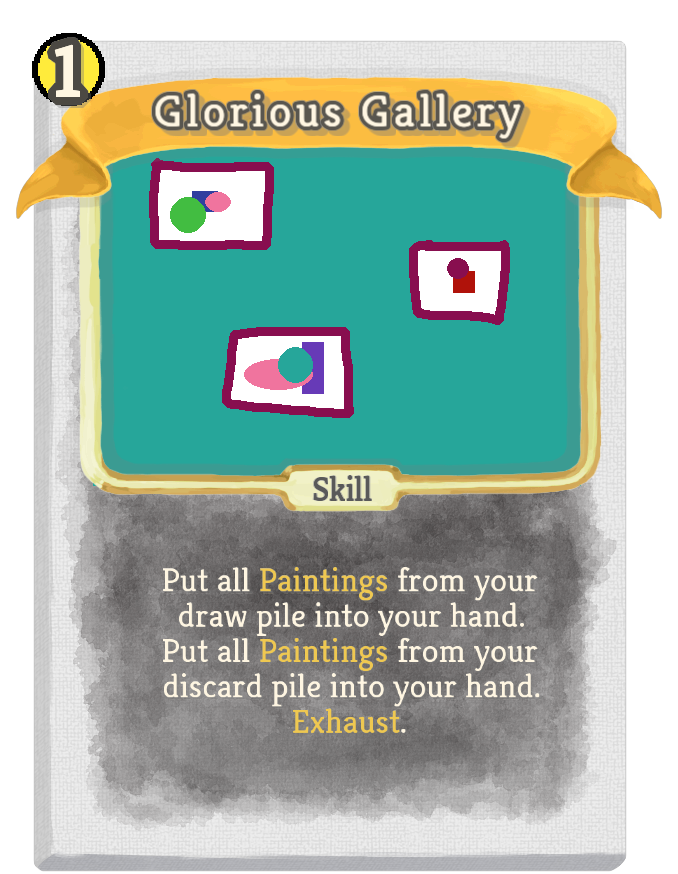 1
Glorious Gallery
Skill
Put all Paintings from your
draw pile into your hand.
Put all Paintings from your
discard pile into your hand.
Exhaust.